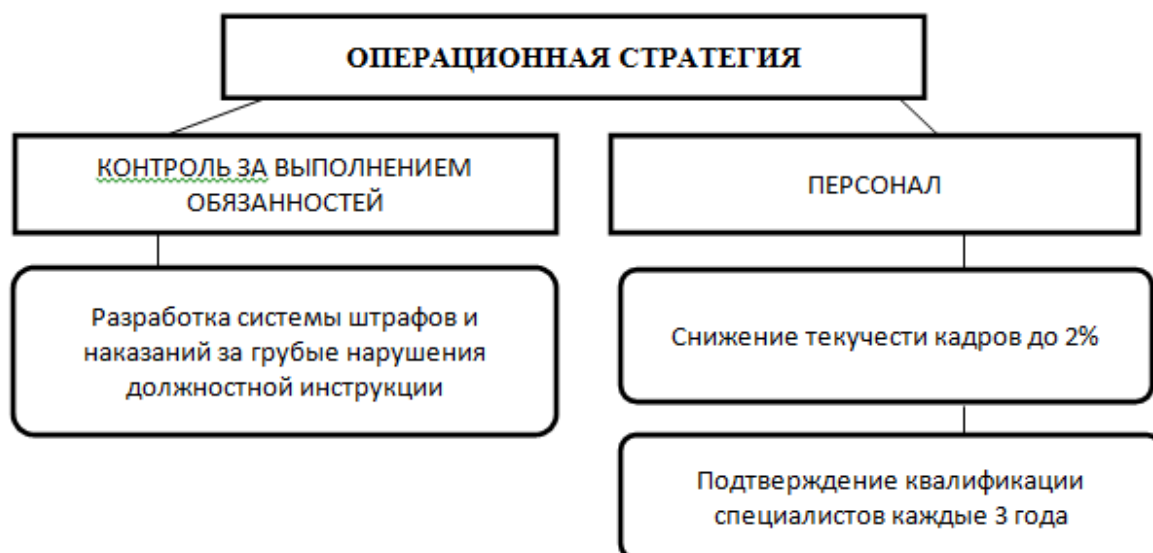 ОПЕРАЦИОННАЯ СТРАТЕГИЯ
КОНТРОЛЬ ЗА ВЫПОЛНЕНИЕМ
ОБЯЗАННОСТЕЙ
ПЕРСОНАЛ
Разработка системы штрафов и
наказаний за грубые нарушения
должностной инструкции
Снижение текучести кадров до 2%
Подтверждение квалификации
специалистов каждые 3 года